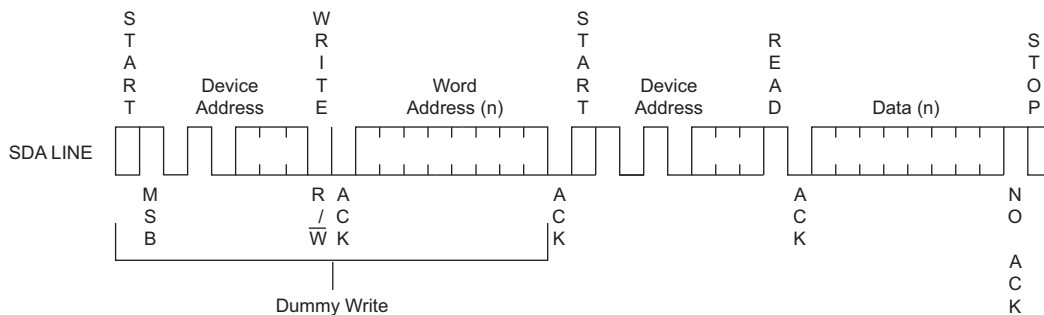 START
WRITE
START
READ
STOP
Device
Address
Word
Address (n)
Device
Address
Data (n)
SDA LINE
MSB
R/W
ACK
ACK
ACK
NO ACK
Dummy Write